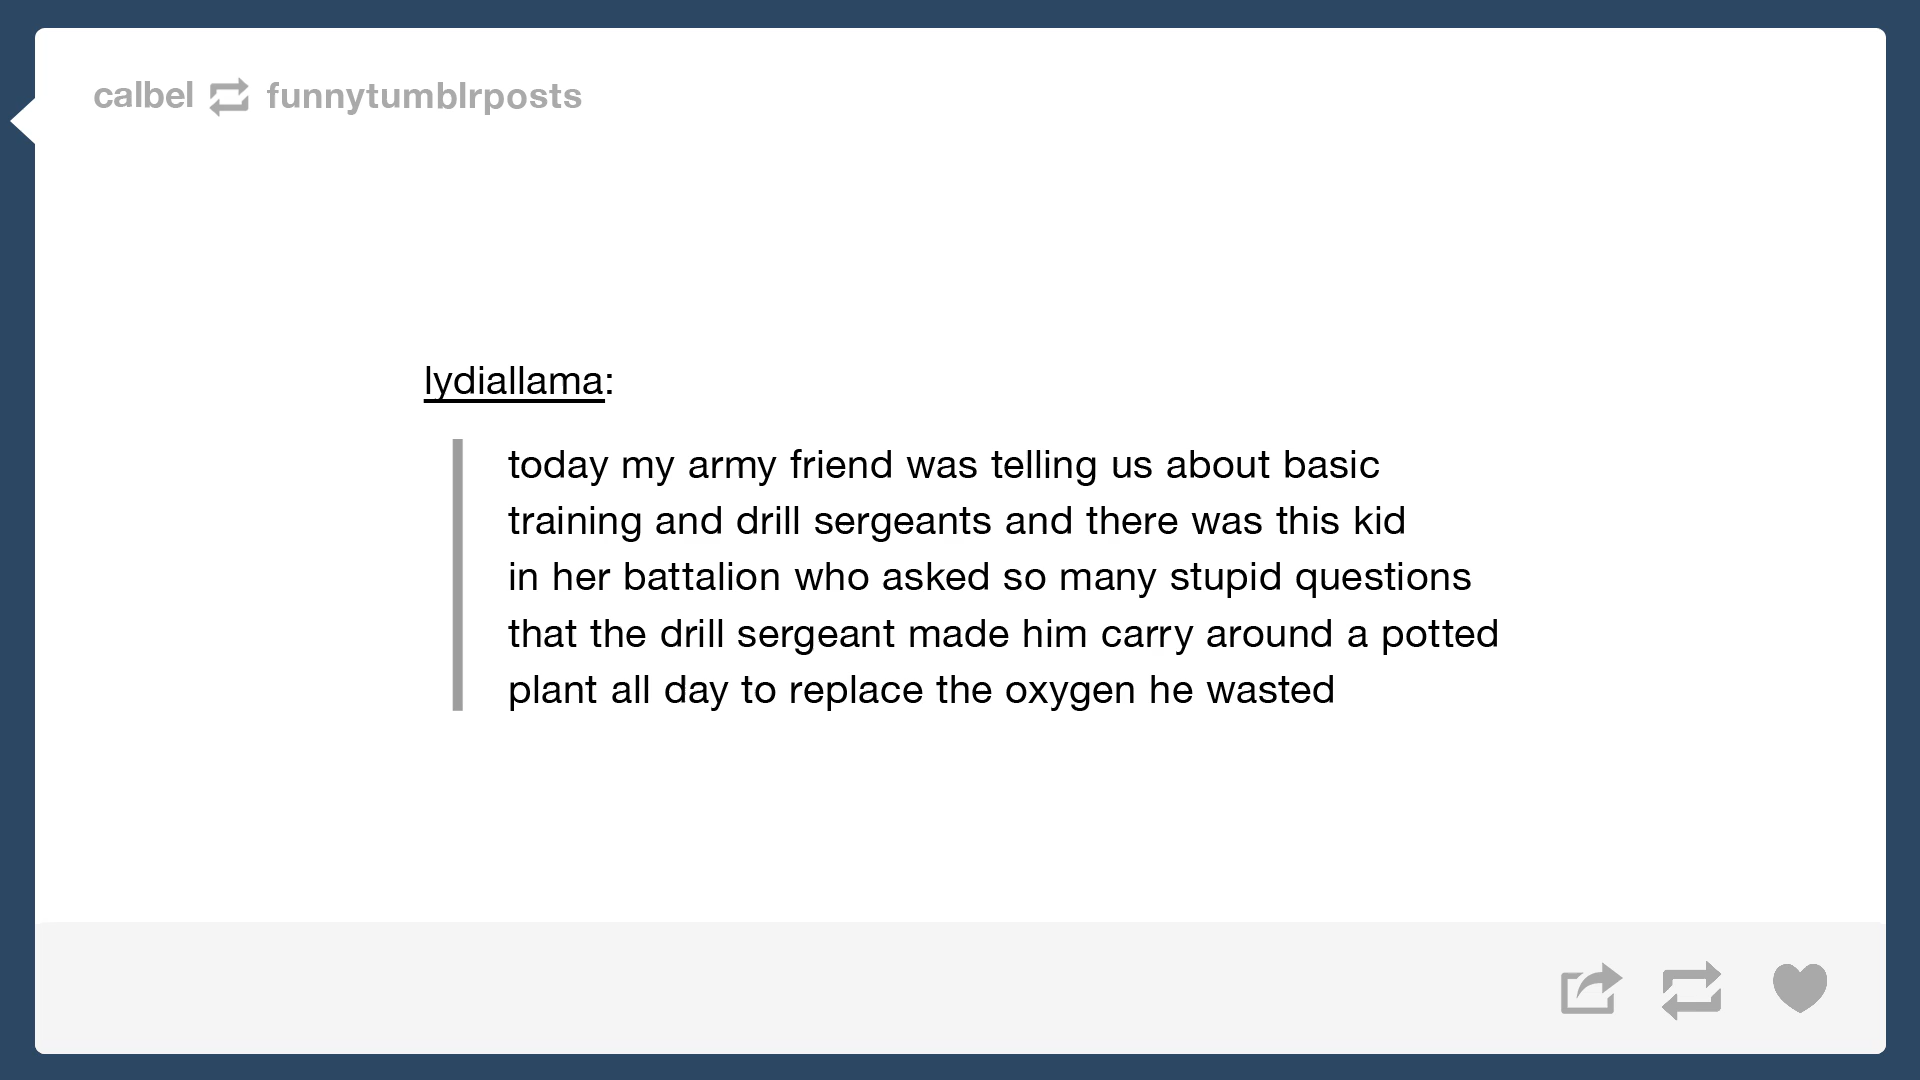 calbel funnytumblrposts
lydiallama:
today my army friend was telling us about basic
training and drill sergeants and there was this kid
in her battalion who asked so many stupid questions
that the drill sergeant made him carry around a potted
plant all day to replace the oxygen he wasted